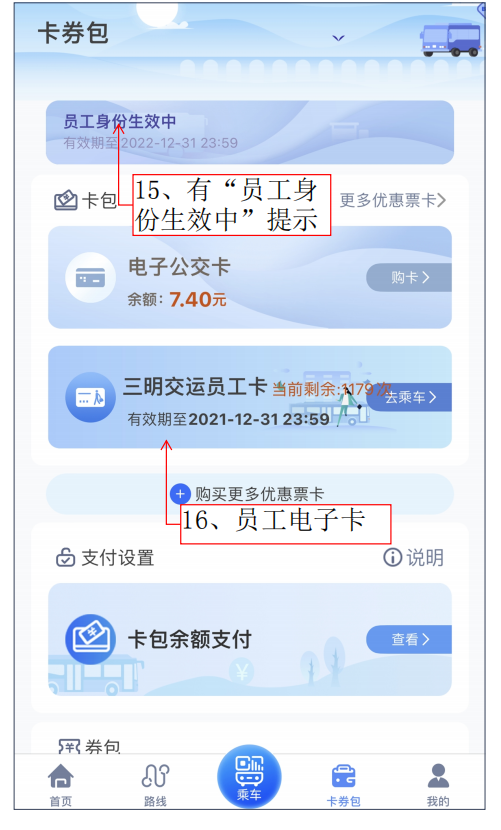 卡券包
员工身份生效中
有效期至2022-12-31 23:59
15、有“员工身
份生效中”提示
卡包
更多优惠票卡
电子公交卡
余额：7.40元
购卡
三明交运员工卡
当前剩余:1179次
有效期至2021-12-31 23:59
去乘车
购买更多优惠票卡
16、员工电子卡
支付设置
说明
卡包余额支付
查看
券包
首页
路线
乘车
卡券包
我的